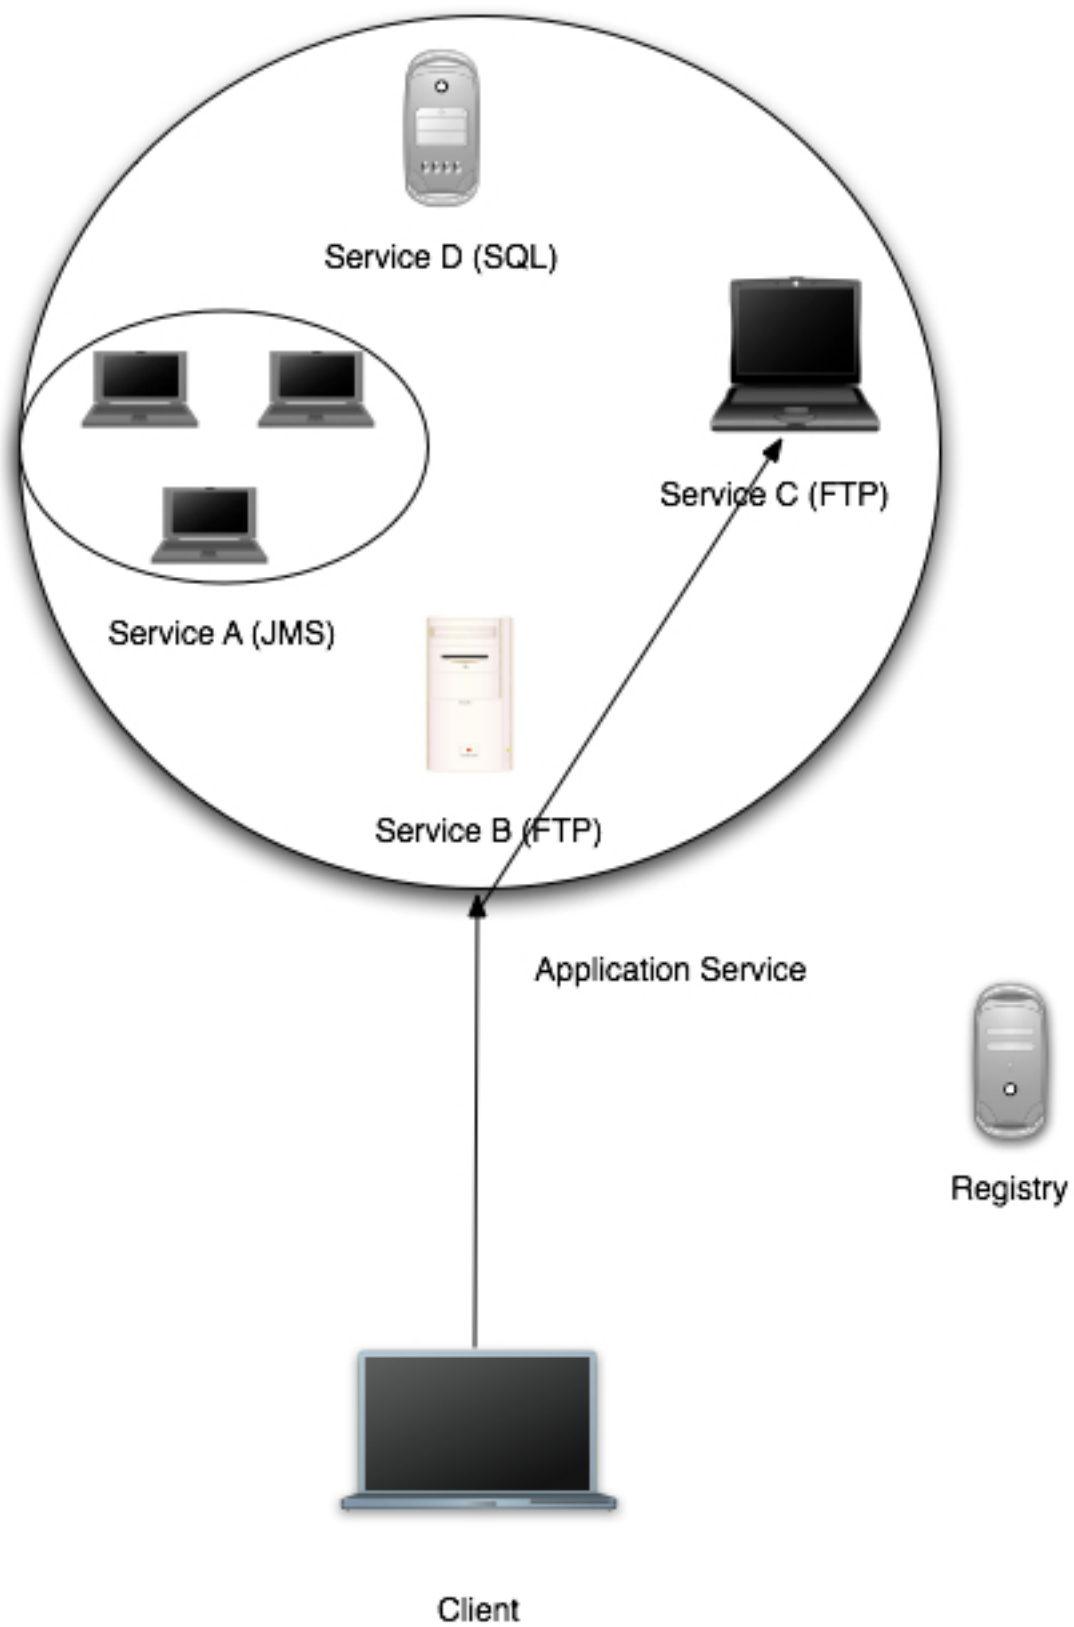 Service D (SQL)
Service C (FTP)
Service A (JMS)
Service B (FTP)
Application Service
Registry
Client